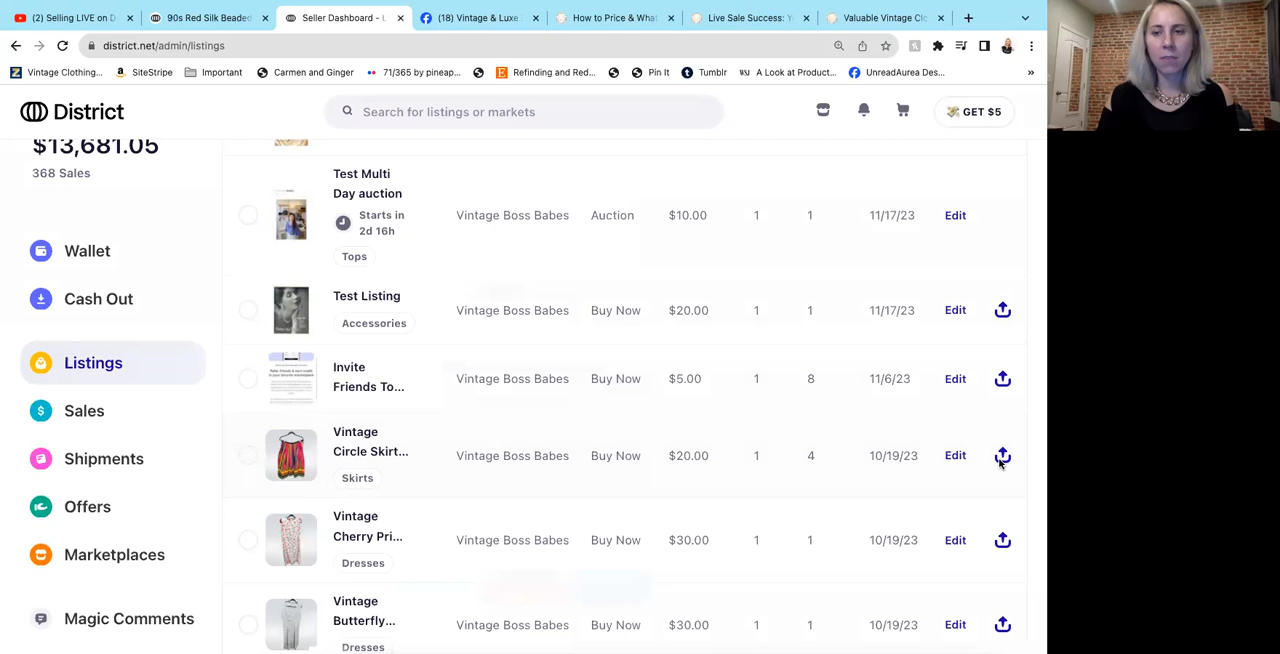 (2) Selling LIVE on D
90s Red Silk Beaded
Seller Dashboard - L
(18) Vintage & Luxe
How to Price & Wha
Live Sale Success: Y
Valuable Vintage Clo
district.net/admin/listings
Vintage Clothing...
SiteStripe
Important
Carmen and Ginger
71/365 by pineap...
Refinding and Red...
Pin It
Tumblr
WSJ
A Look at Product...
UnreadAurea Des...
District
Search for listings or markets
GET $5
$13,681.05
368 Sales
Wallet
Cash Out
Listings
Sales
Shipments
Offers
Marketplaces
Magic Comments
Test Multi
Day auction
Starts in
2d 16h
Tops
Vintage Boss Babes Auction $10.00 1 1 11/17/23 Edit
Test Listing
Accessories
Vintage Boss Babes Buy Now $20.00 1 1 11/17/23 Edit
Invite
Friends To...
Vintage Boss Babes Buy Now $5.00 1 8 11/6/23 Edit
Vintage
Circle Skirt...
Skirts
Vintage Boss Babes Buy Now $20.00 1 4 10/19/23 Edit
Vintage
Cherry Pri...
Dresses
Vintage Boss Babes Buy Now $30.00 1 1 10/19/23 Edit
Vintage
Butterfly...
Dresses
Vintage Boss Babes Buy Now $30.00 1 1 10/19/23 Edit